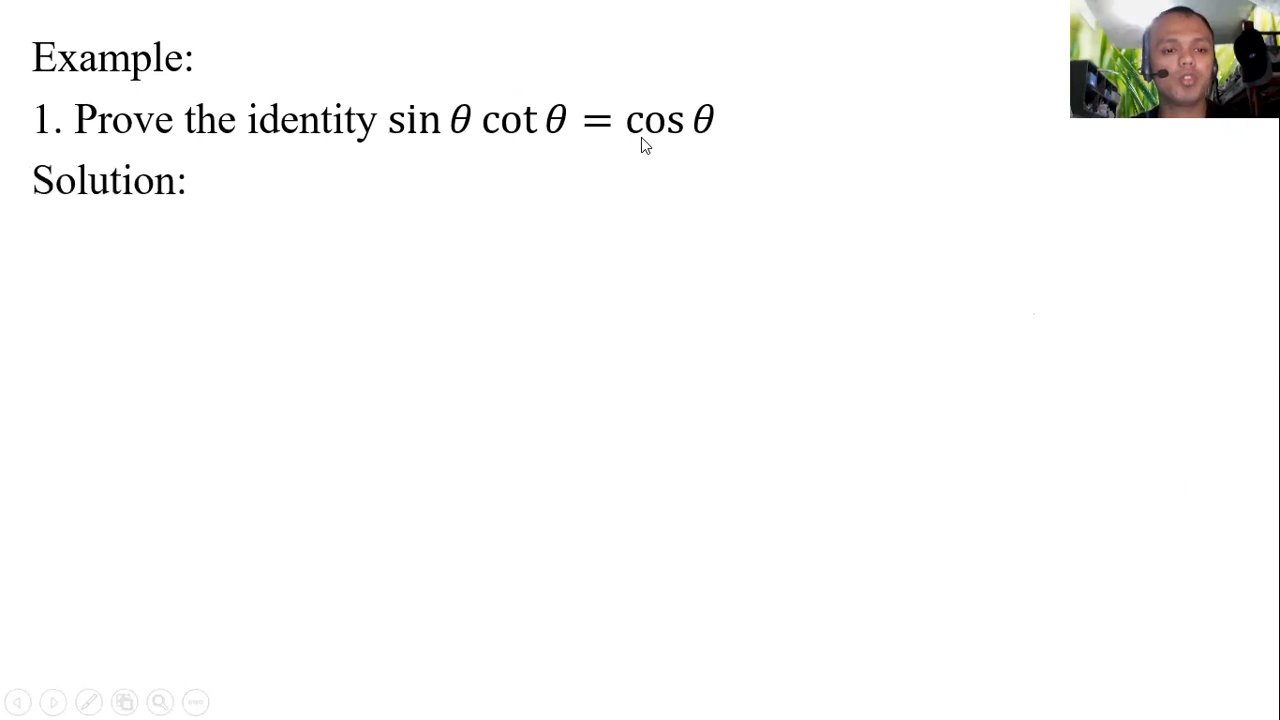 Example:
1. Prove the identity sin θ cot θ = cos θ
Solution: